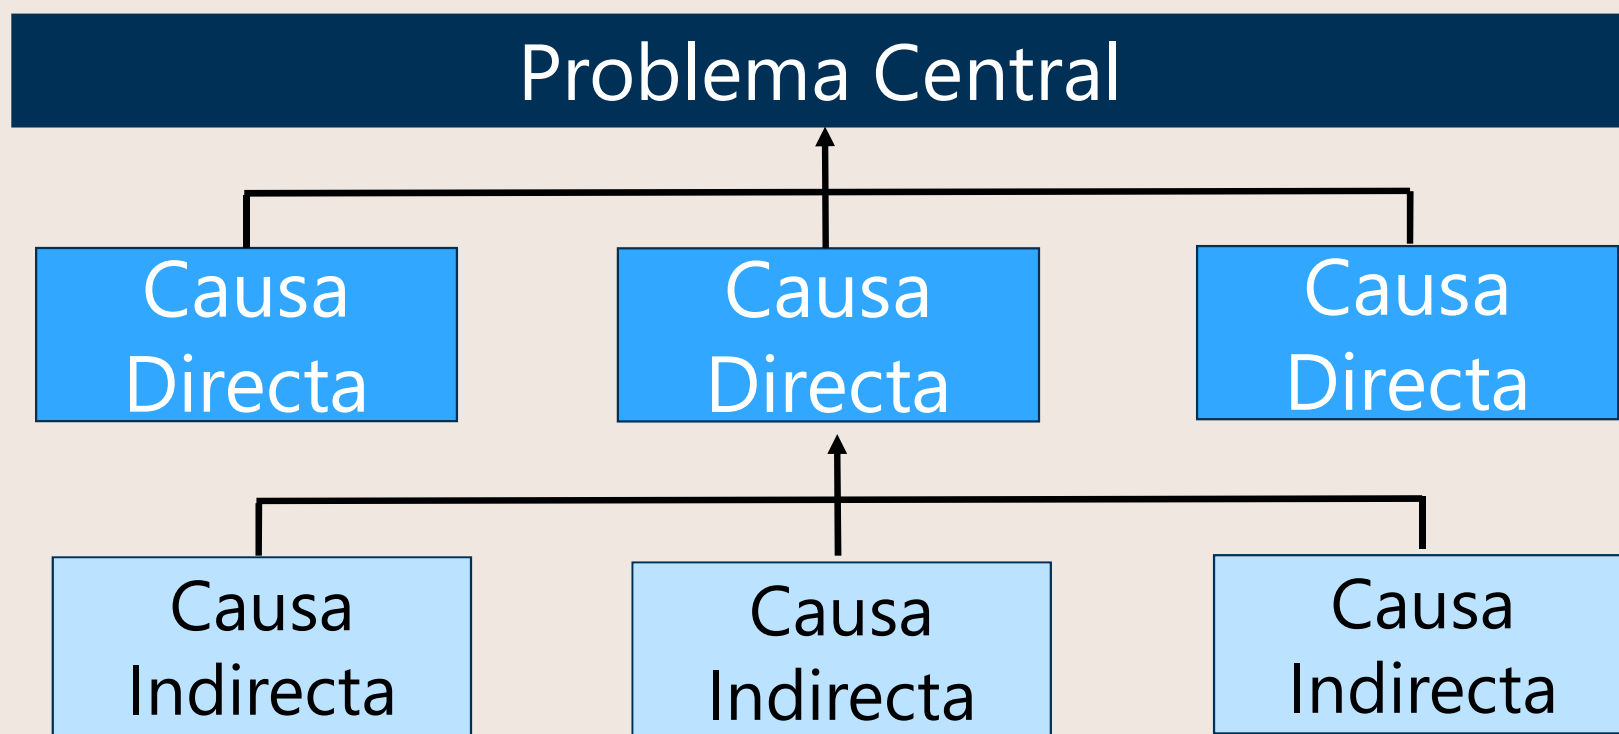 Problema Central
Causa
Directa
Causa
Directa
Causa
Directa
Causa
Indirecta
Causa
Indirecta
Causa
Indirecta